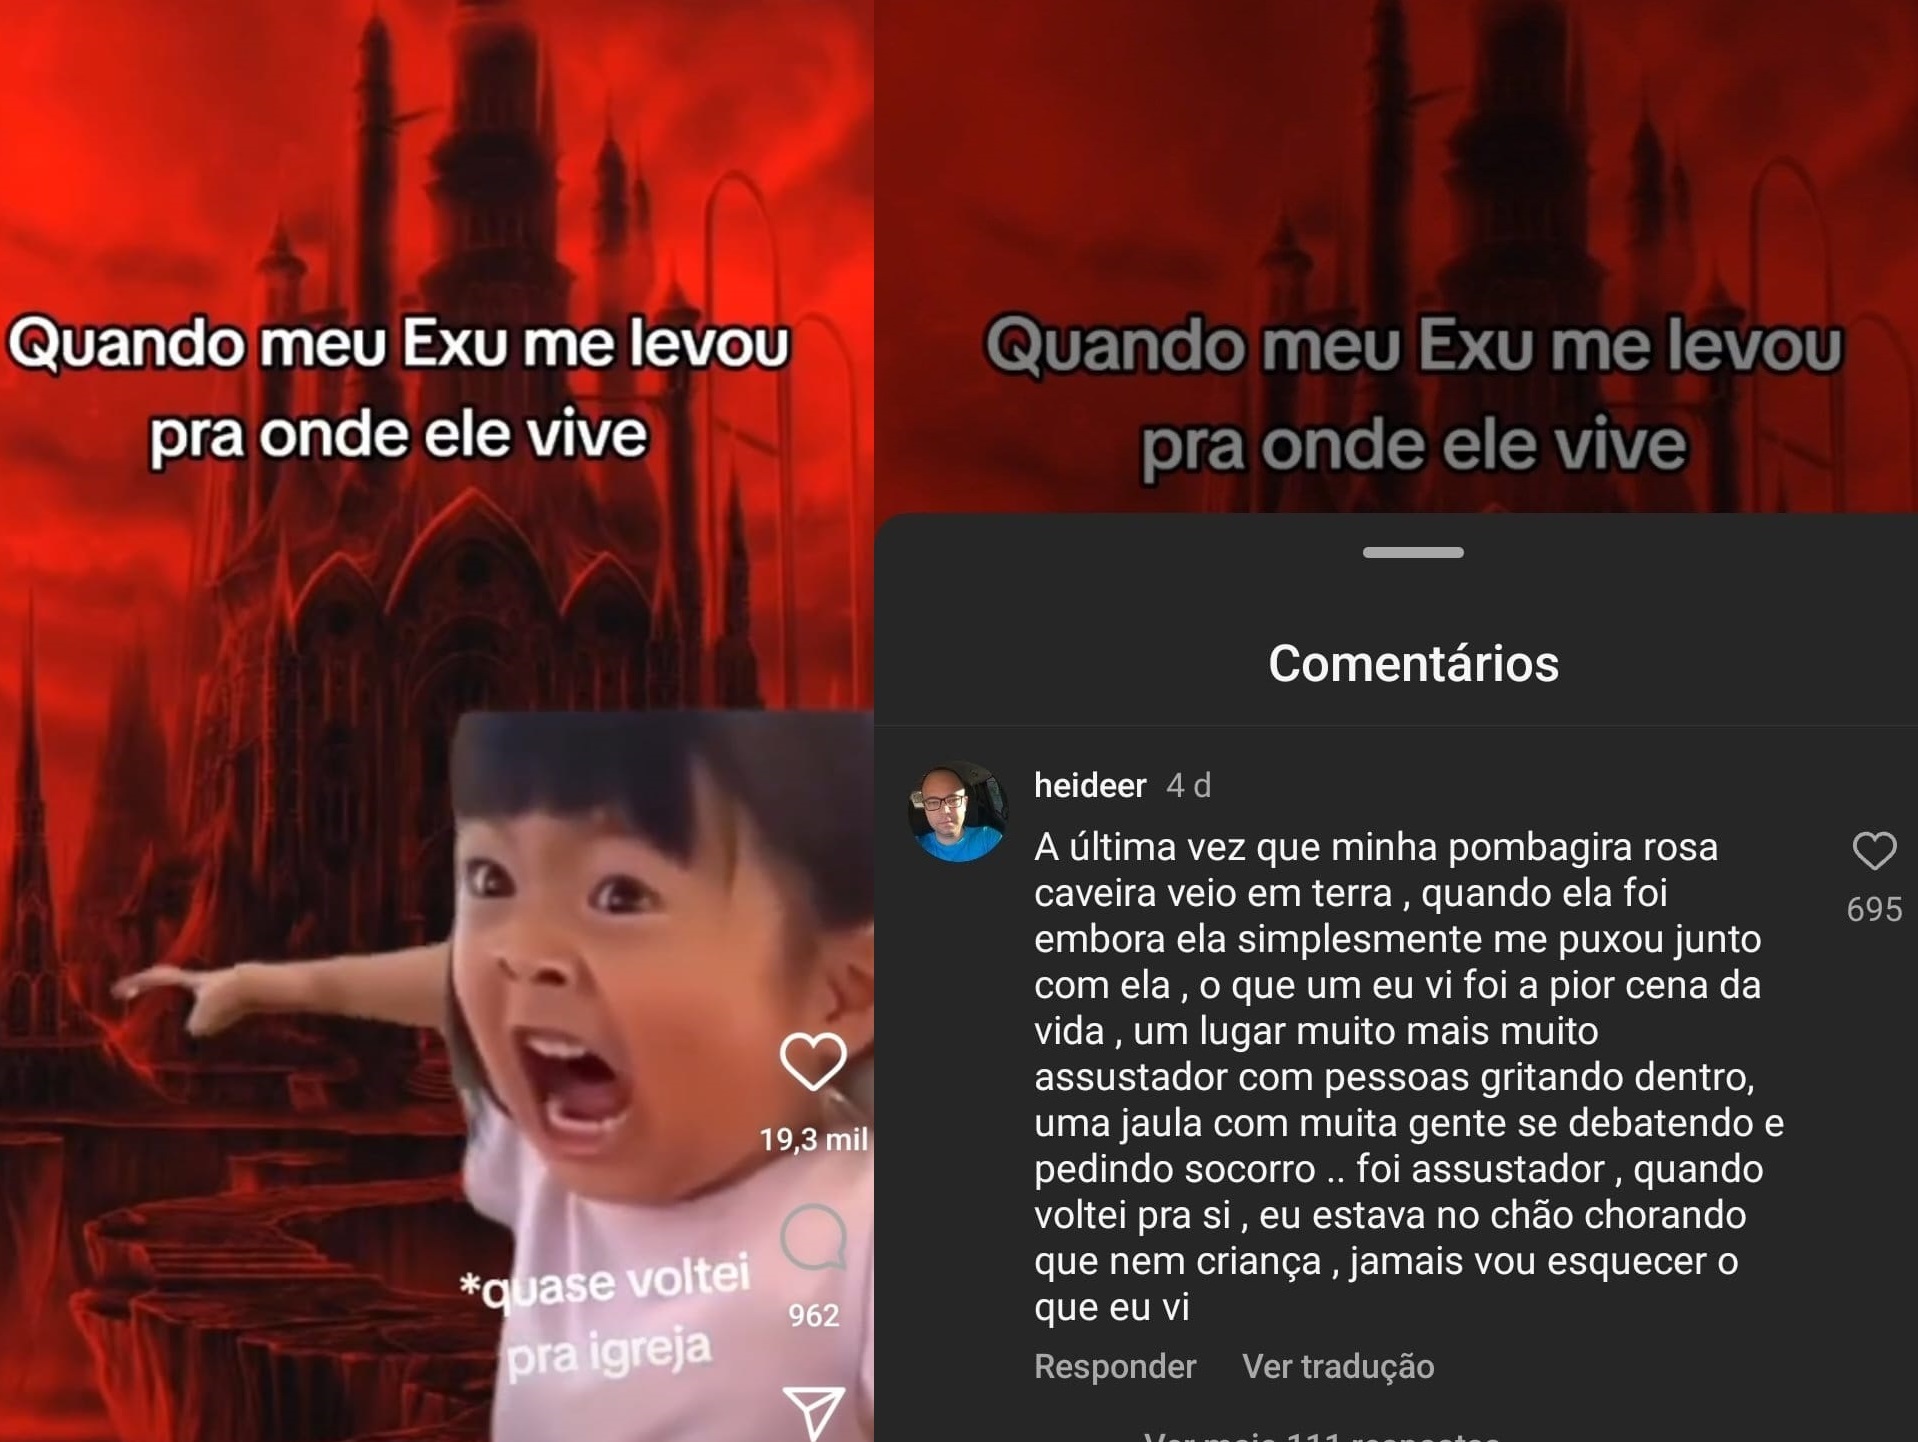 Quando meu Exu me levou
pra onde ele vive
19,3 mil
*quase voltei
pra igreja
962
Quando meu Exu me levou
pra onde ele vive
Comentários
heideer 4 d
A última vez que minha pombagira rosa
caveira veio em terra , quando ela foi
embora ela simplesmente me puxou junto
com ela , o que um eu vi foi a pior cena da
vida , um lugar muito mais muito
assustador com pessoas gritando dentro,
uma jaula com muita gente se debatendo e
pedindo socorro .. foi assustador , quando
voltei pra si , eu estava no chão chorando
que nem criança , jamais vou esquecer o
que eu vi
695
Responder Ver tradução
Ver mais 111 respostas